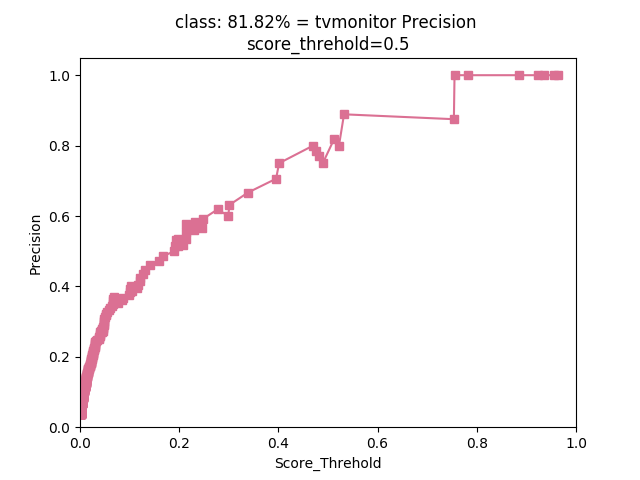 class: 81.82% = tvmonitor Precision
score_threhold=0.5
1.0
0.8
0.6
0.4
0.2
0.0
Precision
0.0 0.2 0.4 0.6 0.8 1.0
Score_Threhold